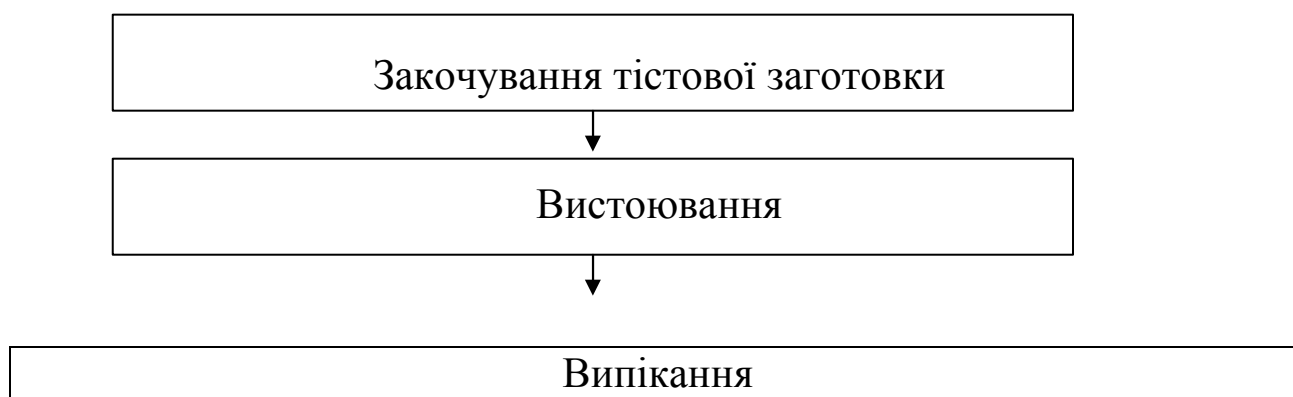 Закочування тістової заготовки
Вистоювання
Випікання